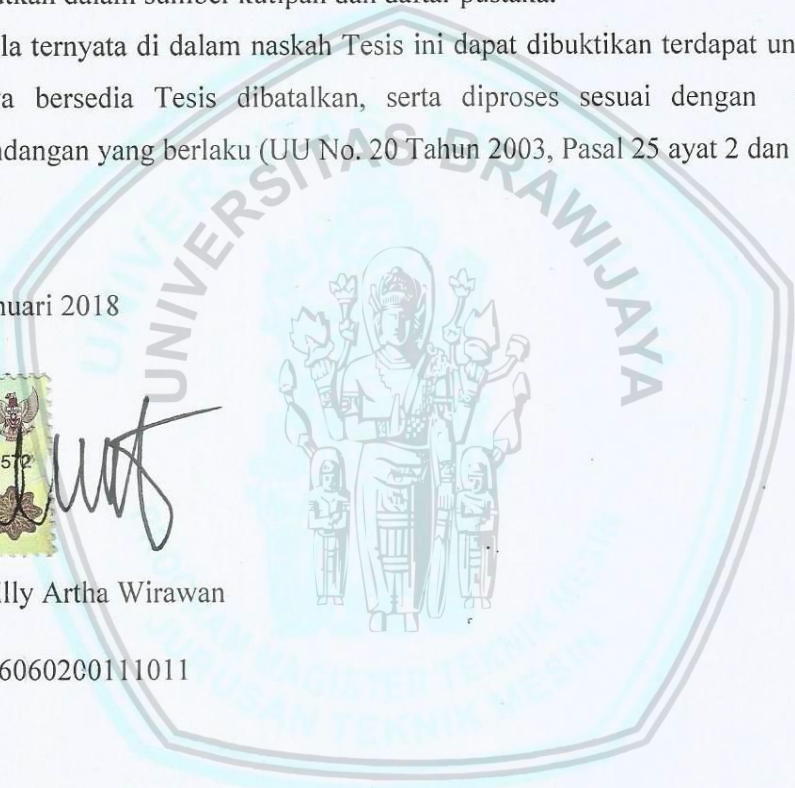 utkan dalam sumber kutipan dan daftar pustaka.
la ternyata di dalam naskah Tesis ini dapat dibuktikan terdapat un
a bersedia Tesis dibatalkan, serta diproses sesuai dengan
ndangan yang berlaku (UU No. 20 Tahun 2003, Pasal 25 ayat 2 dan
UNIVERSITAS BRAWIJAYA
nuari 2018
572
lly Artha Wirawan
6060200111011
PROGRAM MAGISTER TEKNIK MESIN
JURUSAN TEKNIK MESIN